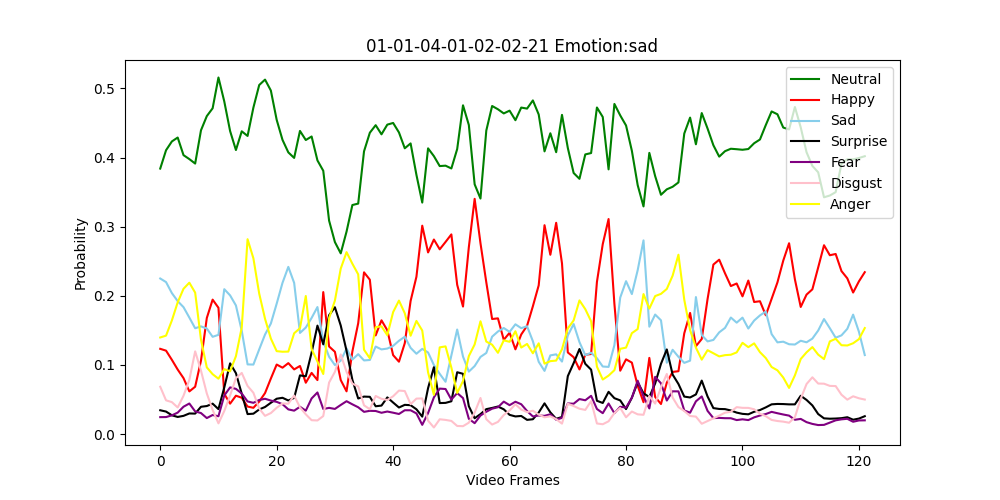 01-01-04-01-02-02-21 Emotion:sad
Probability
0.5
0.4
0.3
0.2
0.1
0.0
0 20 40 60 80 100 120
Video Frames
Neutral
Happy
Sad
Surprise
Fear
Disgust
Anger